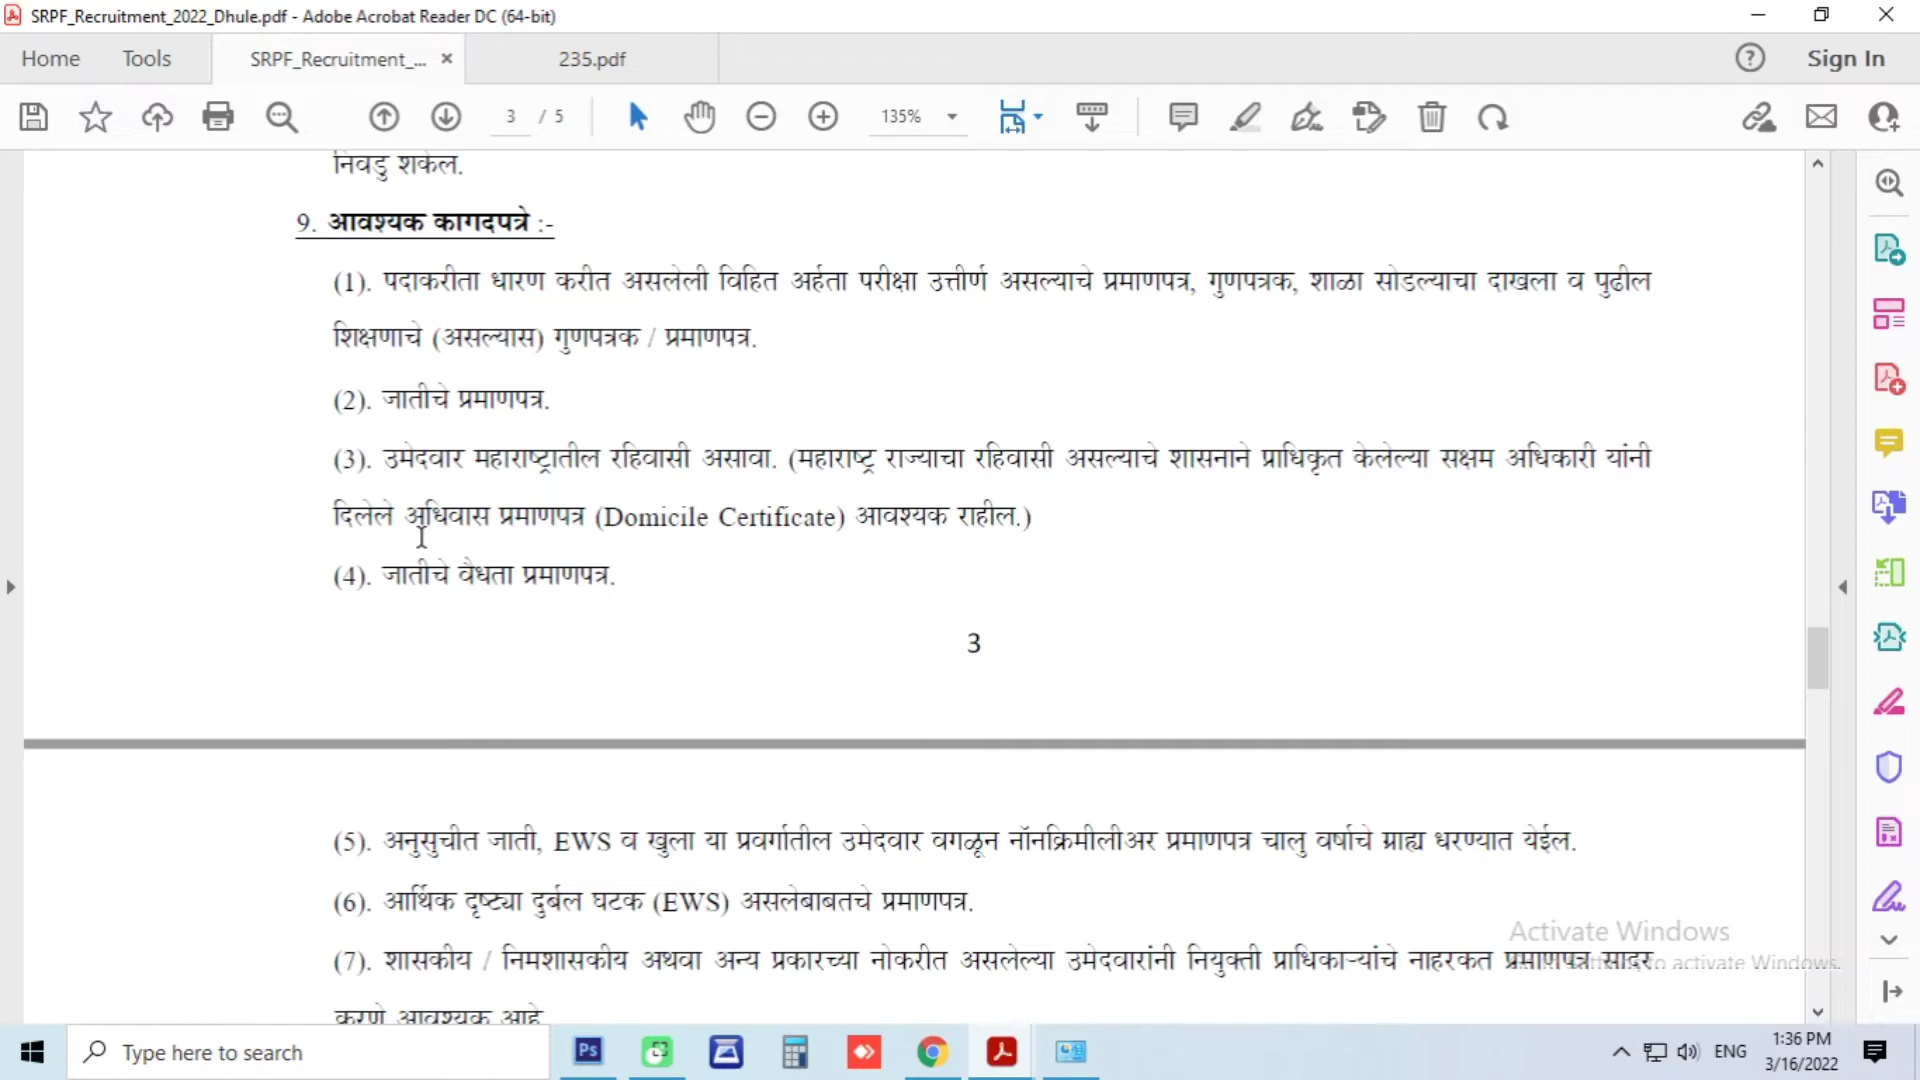 SRPF_Recruitment_2022_Dhule.pdf - Adobe Acrobat Reader DC (64-bit)
Home Tools SRPF_Recruitment_... × 235.pdf Sign In
3 / 5 135%
निवडु शकेल.
9. आवश्यक कागदपत्रे :-
(1). पदाकरीता धारण करीत असलेली विहित अर्हता परीक्षा उत्तीर्ण असल्याचे प्रमाणपत्र, गुणपत्रक, शाळा सोडल्याचा दाखला व पुढील
शिक्षणाचे (असल्यास) गुणपत्रक / प्रमाणपत्र.
(2). जातीचे प्रमाणपत्र.
(3). उमेदवार महाराष्ट्रातील रहिवासी असावा. (महाराष्ट्र राज्याचा रहिवासी असल्याचे शासनाने प्राधिकृत केलेल्या सक्षम अधिकारी यांनी
दिलेले अधिवास प्रमाणपत्र (Domicile Certificate) आवश्यक राहील.)
(4). जातीचे वैधता प्रमाणपत्र.
3
(5). अनुसुचीत जाती, EWS व खुला या प्रवर्गातील उमेदवार वगळून नॉनक्रिमीलीअर प्रमाणपत्र चालु वर्षाचे ग्राह्य धरण्यात येईल.
(6). आर्थिक दृष्ट्या दुर्बल घटक (EWS) असलेबाबतचे प्रमाणपत्र.
Activate Windows
(7). शासकीय / निमशासकीय अथवा अन्य प्रकारच्या नोकरीत असलेल्या उमेदवारांनी नियुक्ती प्राधिकाऱ्यांचे नाहरकत प्रमाणपत्र सादर
to activate Windows.
करणे आवश्यक आहे
Type here to search
Ps
ENG
1:36 PM
3/16/2022